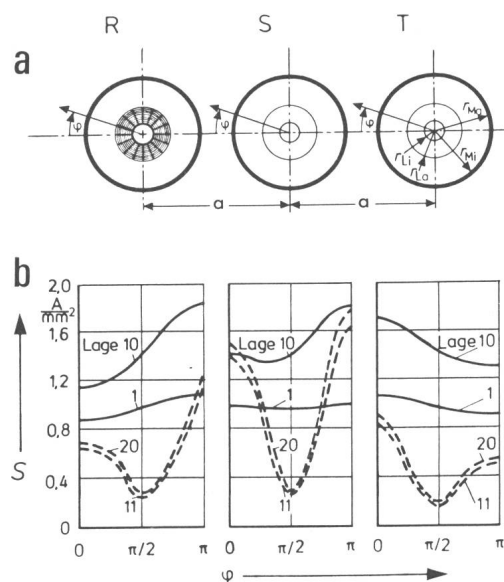 R S T
a
φ φ φ
r_Ma
r_Li r_Mi
r_La
a a
b
2,0
A/mm²
1,6
1,2
0,8
0,4
0
S
Lage 10 Lage 10 Lage 10
1 1 1
20 20 20
11 11 11
0 π/2 π 0 π/2 π 0 π/2 π
φ